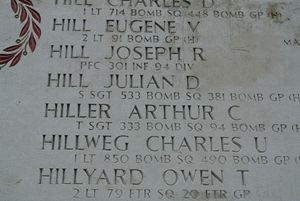 HILL CHARLES D
1 LT 714 BOMB SQ 448 BOMB GP (H)
HILL EUGENE V
2 LT 91 BOMB GP (H)
HILL JOSEPH R
PFC 301 INF 94 DIV
HILL JULIAN D
S SGT 533 BOMB SQ 381 BOMB GP (H)
HILLER ARTHUR C
T SGT 333 BOMB SQ 94 BOMB GP (H)
HILLWEG CHARLES U
1 LT 850 BOMB SQ 490 BOMB GP (H)
HILLYARD OWEN T
2 LT 79 FTR SQ 20 FTR GP